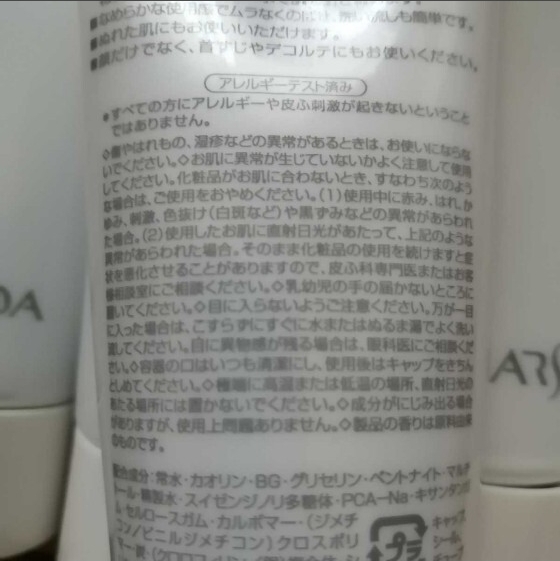 ■なめらかな使用感でムラなくのび、洗い流しも簡単です。
■ぬれた肌にもお使いいただけます。
■顔だけでなく、首すじやデコルテにもお使いください。
アレルギーテスト済み
*すべての方にアレルギーや皮ふ刺激が起きないということ
ではありません。
◇傷やはれもの、湿疹などの異常があるときは、お使いにならな
いでください。◇お肌に異常が生じていないかよく注意して使用
してください。化粧品がお肌に合わないとき、すなわち次のよう
な場合は、ご使用をおやめください。(1)使用中に赤み、はれ、か
ゆみ、刺激、色抜け(白斑など)や黒ずみなどの異常があらわれ
た場合。(2)使用したお肌に直射日光があたって、上記のような
異常があらわれた場合。そのまま化粧品の使用を続けますと症
状を悪化させることがありますので、皮ふ科専門医またはお客
様相談室にご相談ください。◇乳幼児の手の届かないところに
置いてください。◇目に入らないようご注意ください。万が一目
に入った場合は、こすらずにすぐに水またはぬるま湯でよく洗い
流してください。目に異物感が残る場合は、眼科医にご相談くだ
さい。◇容器の口はいつも清潔にし、使用後はキャップをきちん
としめてください。◇極端に高温または低温の場所、直射日光の
あたる場所には置かないでください。◇成分がにじみ出る場合
がありますが、使用上問題ありません。◇製品の香りは原料由来
のものです。
配合成分:常水・カオリン・BG・グリセリン・ベントナイト・マルチ
トール・精製水・スイゼンジノリ多糖体・PCA-Na・キサンタンガ
ム・セルロースガム・カルボマー・(ジメチ
コン/ビニルジメチコン)クロスポリ
マー
プラ
キャップ
シール
チューブ
DA
ARS